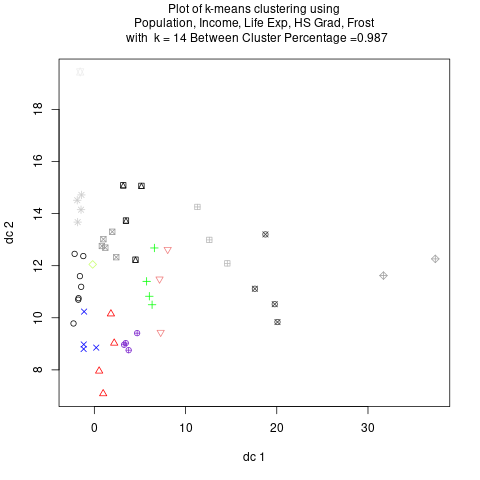 Plot of k-means clustering using
Population, Income, Life Exp, HS Grad, Frost
with k = 14 Between Cluster Percentage =0.987
18
16
14
12
10
8
dc 2
0
10
20
30
dc 1